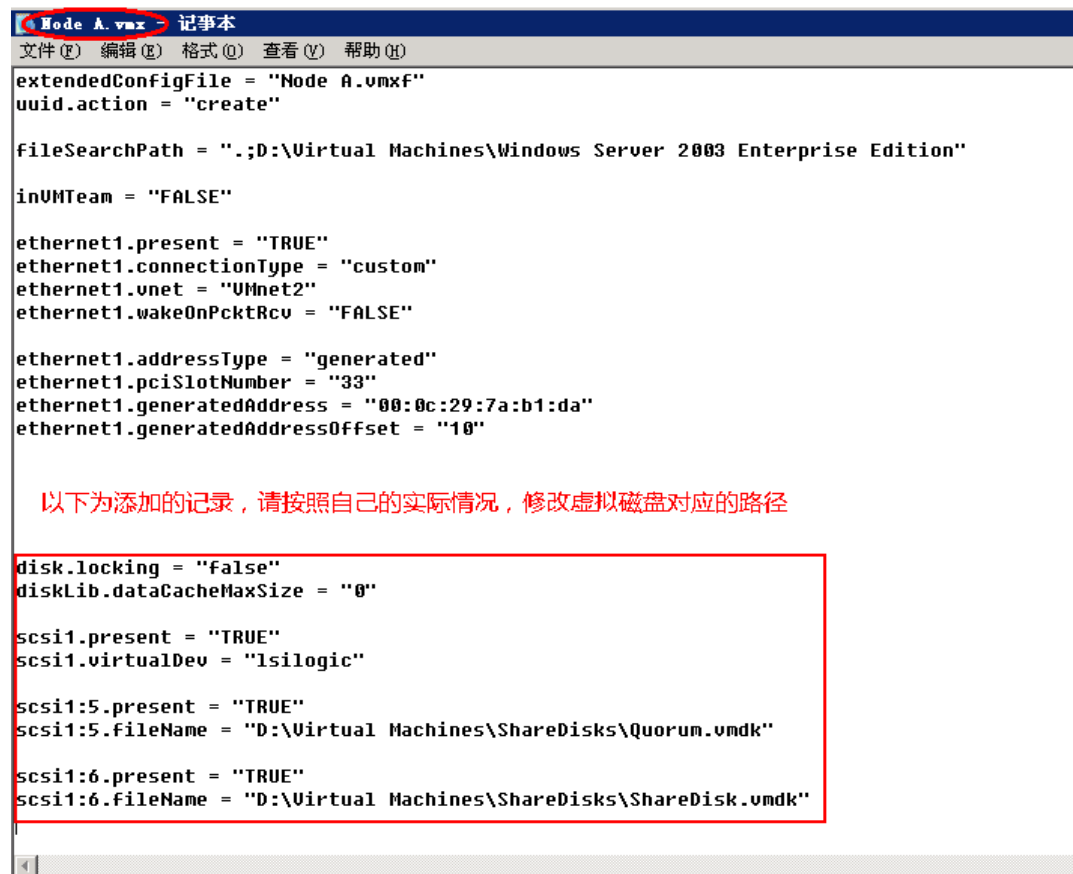 Node A.vmx - 记事本
文件(F) 编辑(E) 格式(O) 查看(V) 帮助(H)
extendedConfigFile = "Node A.vmxf"
uuid.action = "create"
fileSearchPath = ".;D:\Virtual Machines\Windows Server 2003 Enterprise Edition"
inVMTeam = "FALSE"
ethernet1.present = "TRUE"
ethernet1.connectionType = "custom"
ethernet1.vnet = "VMnet2"
ethernet1.wakeOnPcktRcv = "FALSE"
ethernet1.addressType = "generated"
ethernet1.pciSlotNumber = "33"
ethernet1.generatedAddress = "00:0c:29:7a:b1:da"
ethernet1.generatedAddressOffset = "10"
以下为添加的记录，请按照自己的实际情况，修改虚拟磁盘对应的路径
disk.locking = "false"
diskLib.dataCacheMaxSize = "0"
scsi1.present = "TRUE"
scsi1.virtualDev = "lsilogic"
scsi1:5.present = "TRUE"
scsi1:5.fileName = "D:\Virtual Machines\ShareDisks\Quorum.vmdk"
scsi1:6.present = "TRUE"
scsi1:6.fileName = "D:\Virtual Machines\ShareDisks\ShareDisk.vmdk"